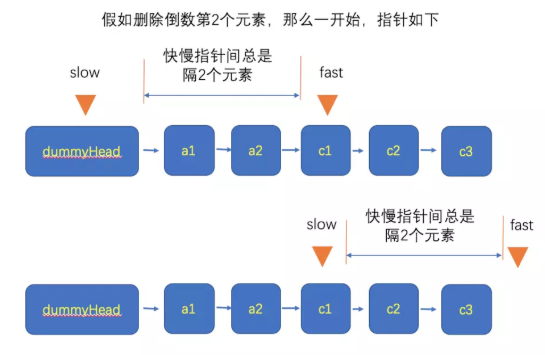 假如删除倒数第2个元素，那么一开始，指针如下
快慢指针间总是
隔2个元素
slow
fast
dummyHead a1 a2 c1 c2 c3
快慢指针间总是
隔2个元素
slow
fast
dummyHead a1 a2 c1 c2 c3